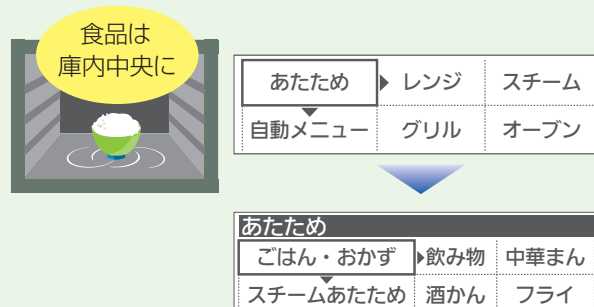 食品は
庫内中央に
あたため レンジ スチーム
自動メニュー グリル オーブン
あたため
ごはん・おかず 飲み物 中華まん
スチームあたため 酒かん フライ